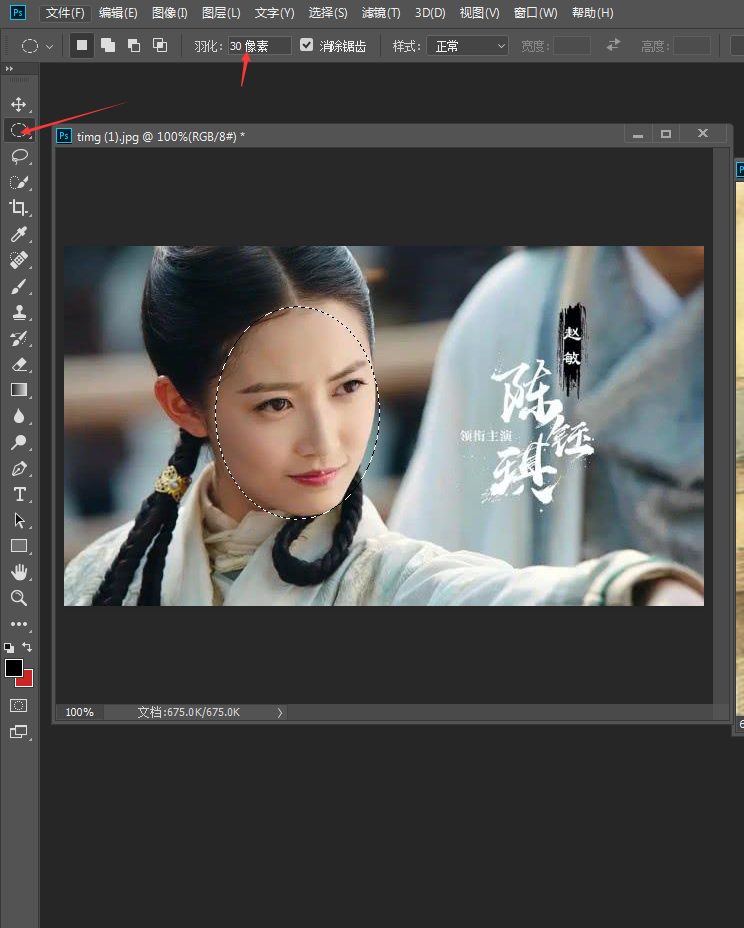 Ps 文件(F) 编辑(E) 图像(I) 图层(L) 文字(Y) 选择(S) 滤镜(T) 3D(D) 视图(V) 窗口(W) 帮助(H)
羽化: 30 像素 消除锯齿 样式: 正常 宽度: 高度:
Ps timg (1).jpg @ 100%(RGB/8#) *
赵敏
陈钰琪
领衔主演
100% 文档:675.0K/675.0K